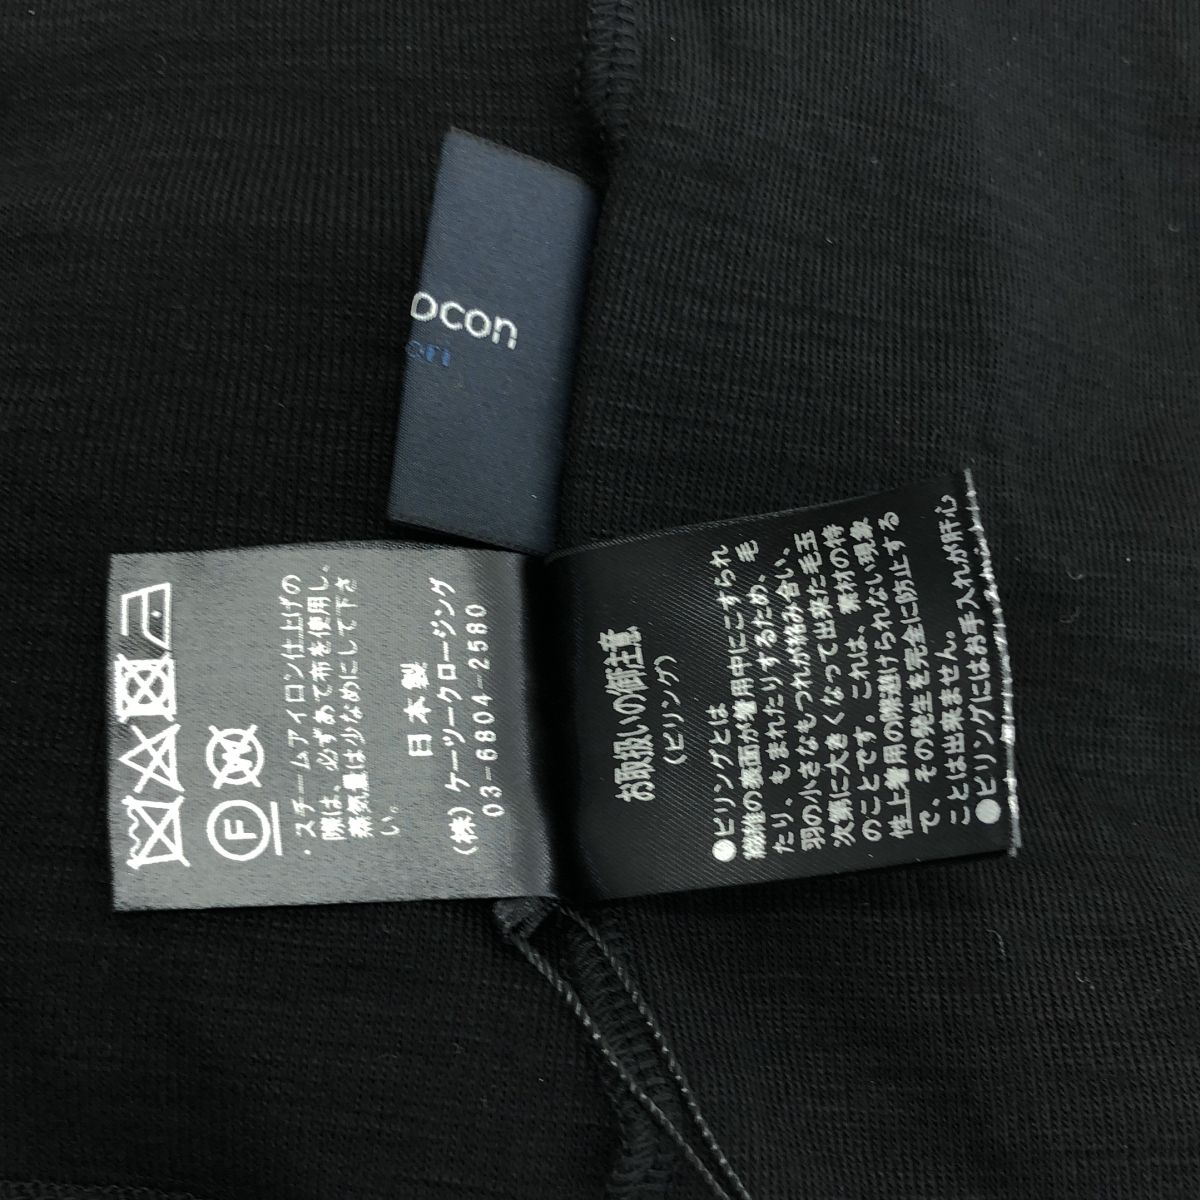 ocon
ori
F
W
・スチームアイロン仕上げの
際は、必ずあて布を使用し、
蒸気量は少なめにして下さ
い。
日本製
(株)ケーツークロージング
03-6804-2580
お取扱いの御注意
(ピリング)
●ピリングとは
繊維の表面が着用中にこすられ
たり、もまれたりするため、毛
羽の小さなもつれが絡み合い、
次第に大きくなって出来た毛玉
のことです。これは、素材の特
性上着用の際避けられない現象
で、その発生を完全に防止する
ことは出来ません。
●ピリングにはお手入れが肝心